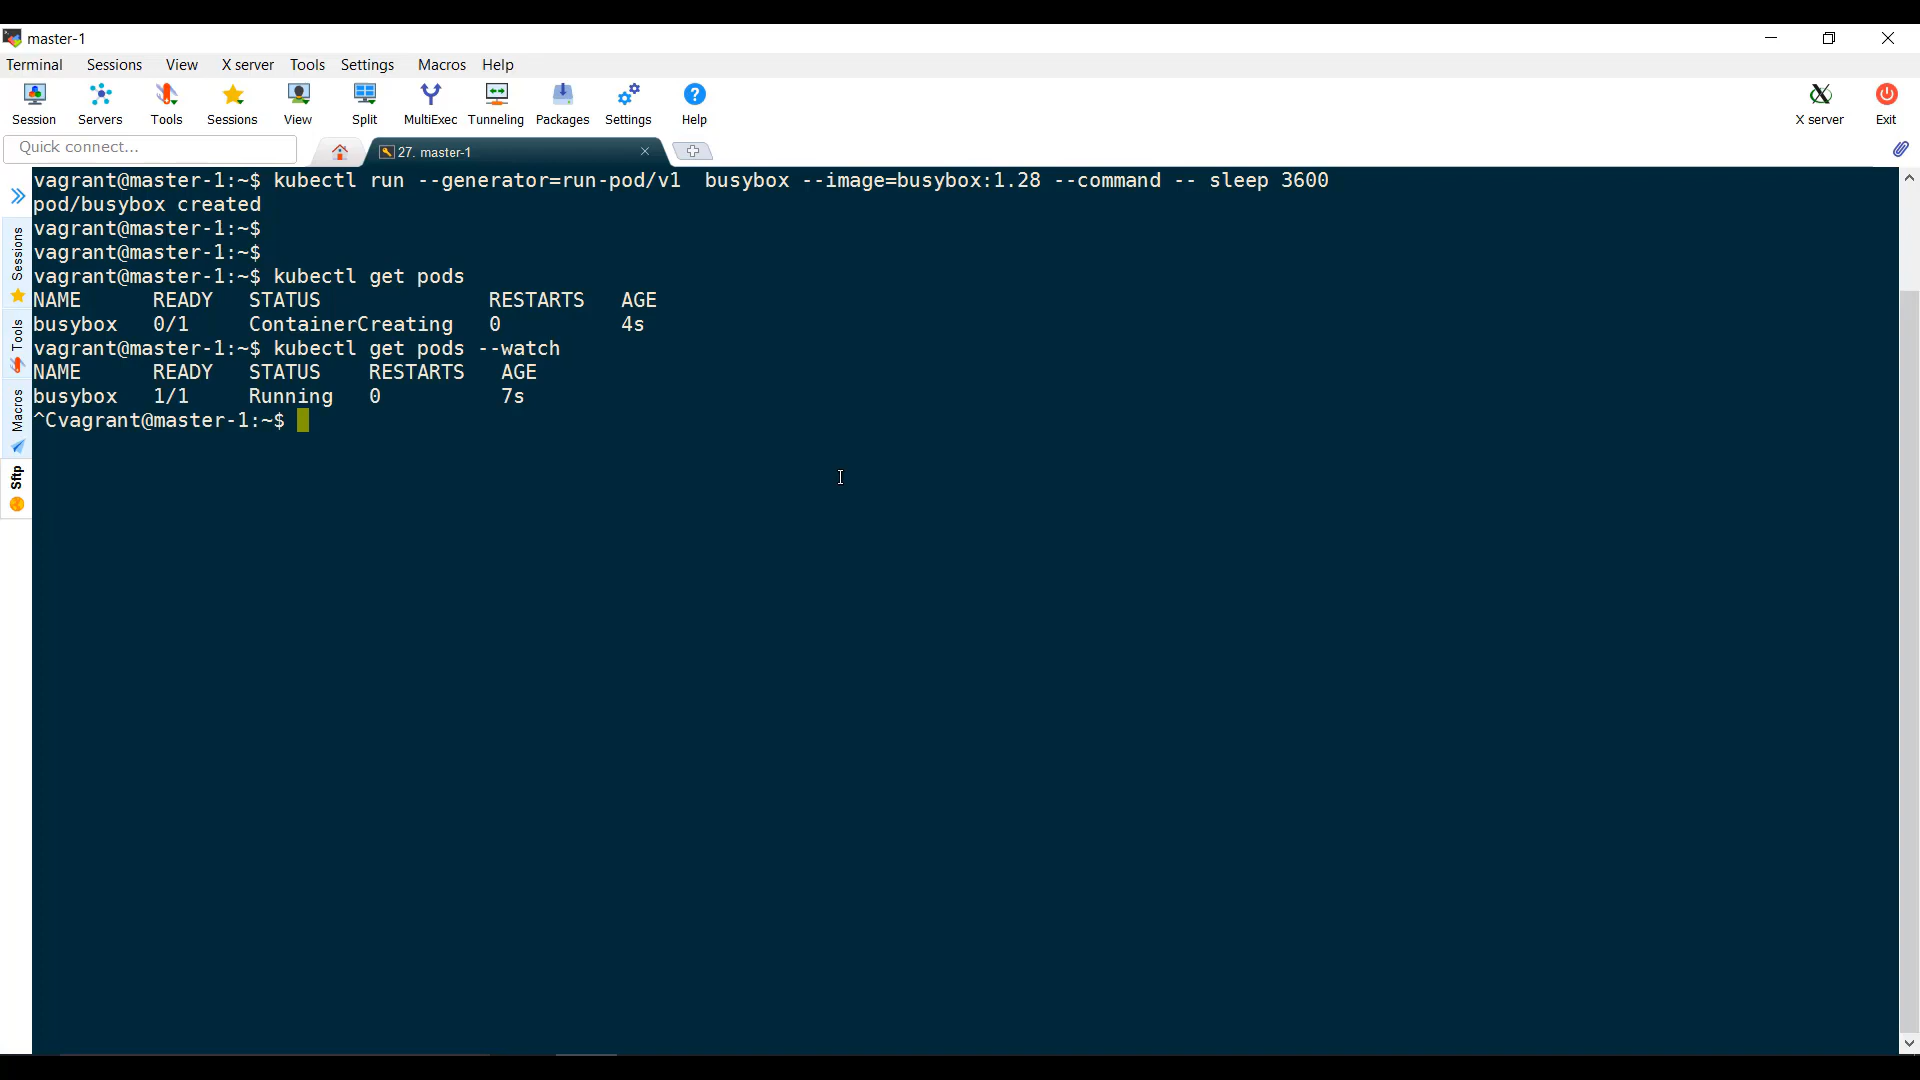 master-1
Terminal Sessions View X server Tools Settings Macros Help
Session Servers Tools Sessions View Split MultiExec Tunneling Packages Settings Help X server Exit
Quick connect...
27. master-1
vagrant@master-1:~$ kubectl run --generator=run-pod/v1  busybox --image=busybox:1.28 --command -- sleep 3600
pod/busybox created
vagrant@master-1:~$
vagrant@master-1:~$
vagrant@master-1:~$ kubectl get pods
NAME      READY   STATUS              RESTARTS   AGE
busybox   0/1     ContainerCreating   0          4s
vagrant@master-1:~$ kubectl get pods --watch
NAME      READY   STATUS    RESTARTS   AGE
busybox   1/1     Running   0          7s
^Cvagrant@master-1:~$
Sessions
Tools
Macros
Sftp